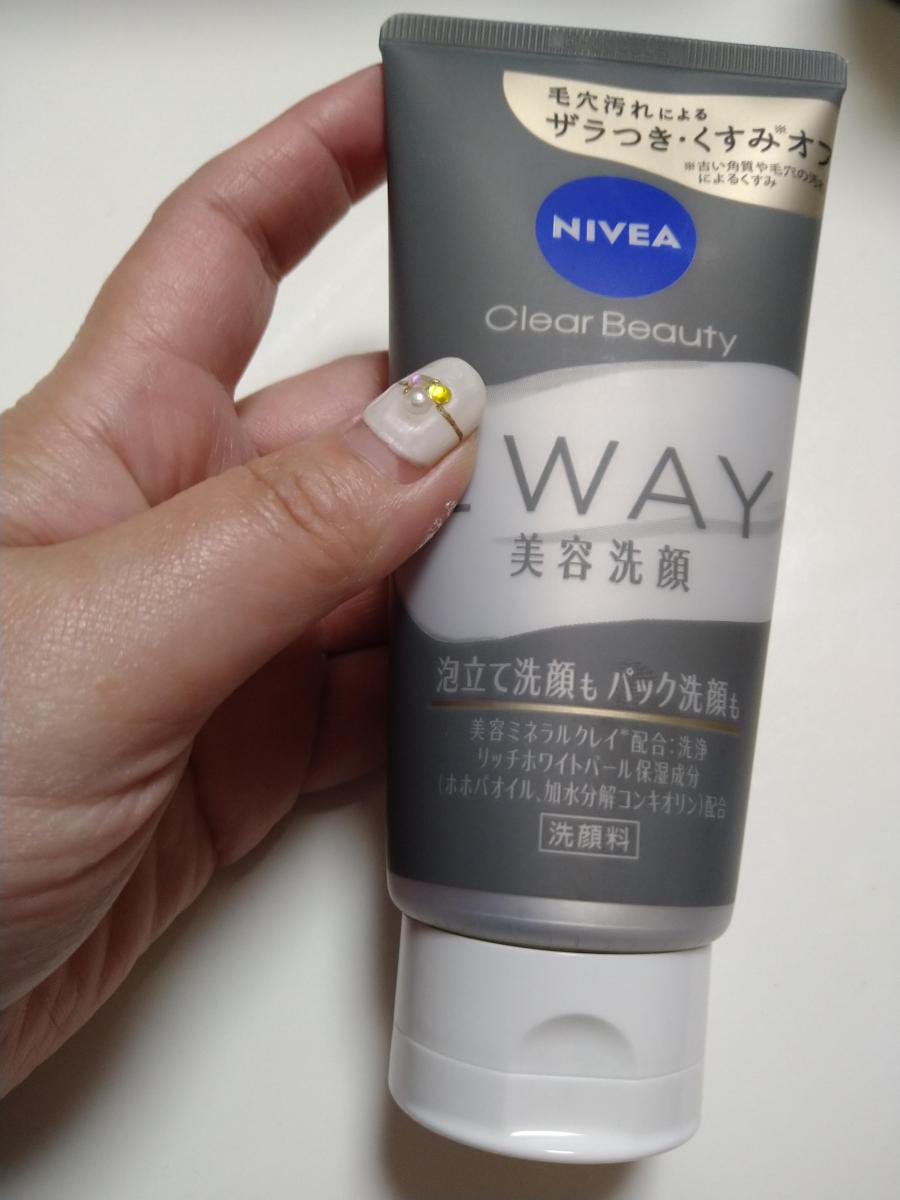 毛穴汚れによる
ザラつき・くすみ※オフ
※古い角質や毛穴の汚れ
によるくすみ
NIVEA
Clear Beauty
WAY
美容洗顔
泡立て洗顔も パック洗顔も
美容ミネラルクレイ*配合:洗浄
リッチホワイトパール保湿成分
(ホホバオイル、加水分解コンキオリン)配合
洗顔料